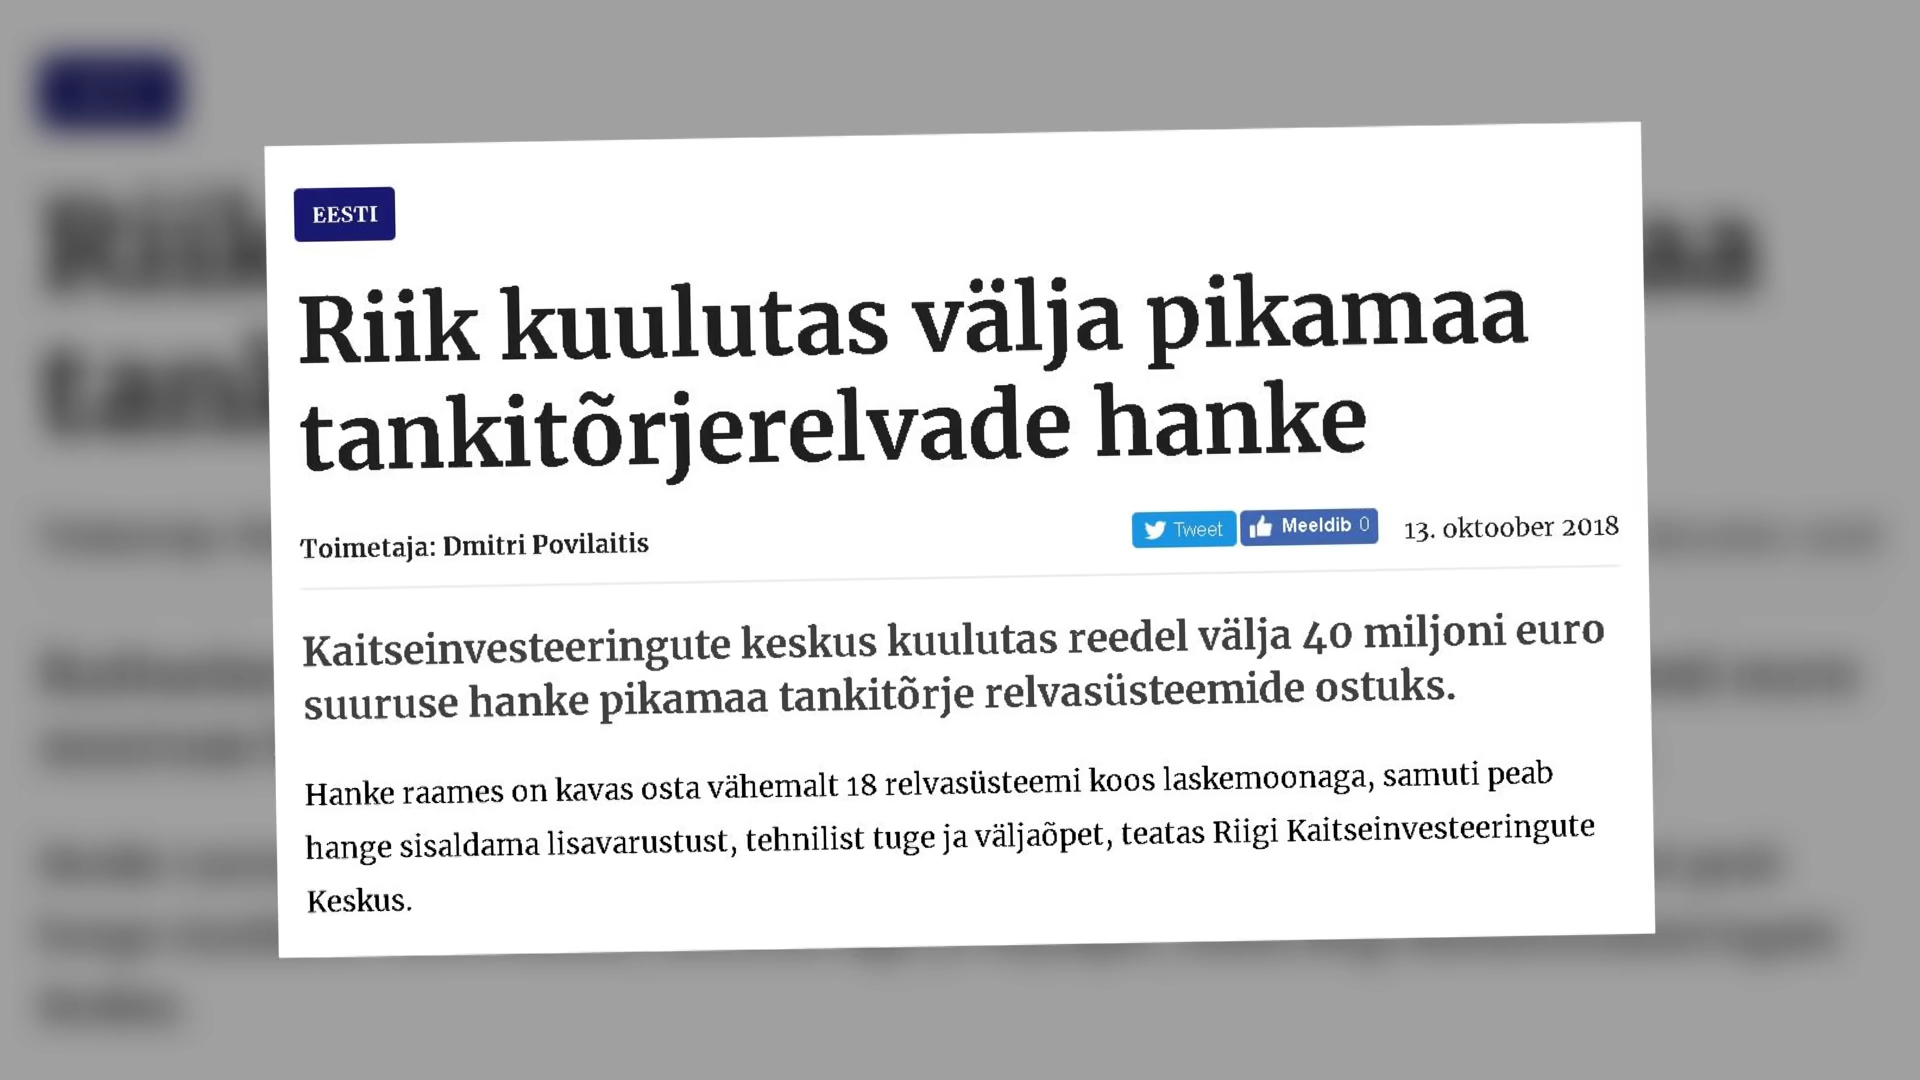 EESTI
Riik kuulutas välja pikamaa
tankitõrjerelvade hanke
Toimetaja: Dmitri Povilaitis
Tweet
Meeldib 0
13. oktoober 2018
Kaitseinvesteeringute keskus kuulutas reedel välja 40 miljoni euro
suuruse hanke pikamaa tankitõrje relvasüsteemide ostuks.
Hanke raames on kavas osta vähemalt 18 relvasüsteemi koos laskemoonaga, samuti peab
hange sisaldama lisavarustust, tehnilist tuge ja väljaõpet, teatas Riigi Kaitseinvesteeringute
Keskus.